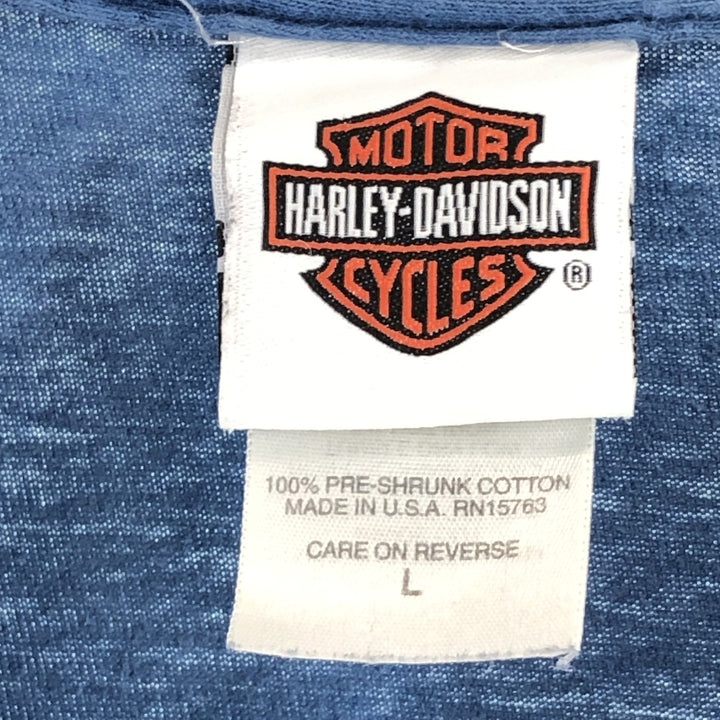 MOTOR
HARLEY-DAVIDSON
CYCLES
®
100% PRE-SHRUNK COTTON
MADE IN U.S.A. RN15763
CARE ON REVERSE
L